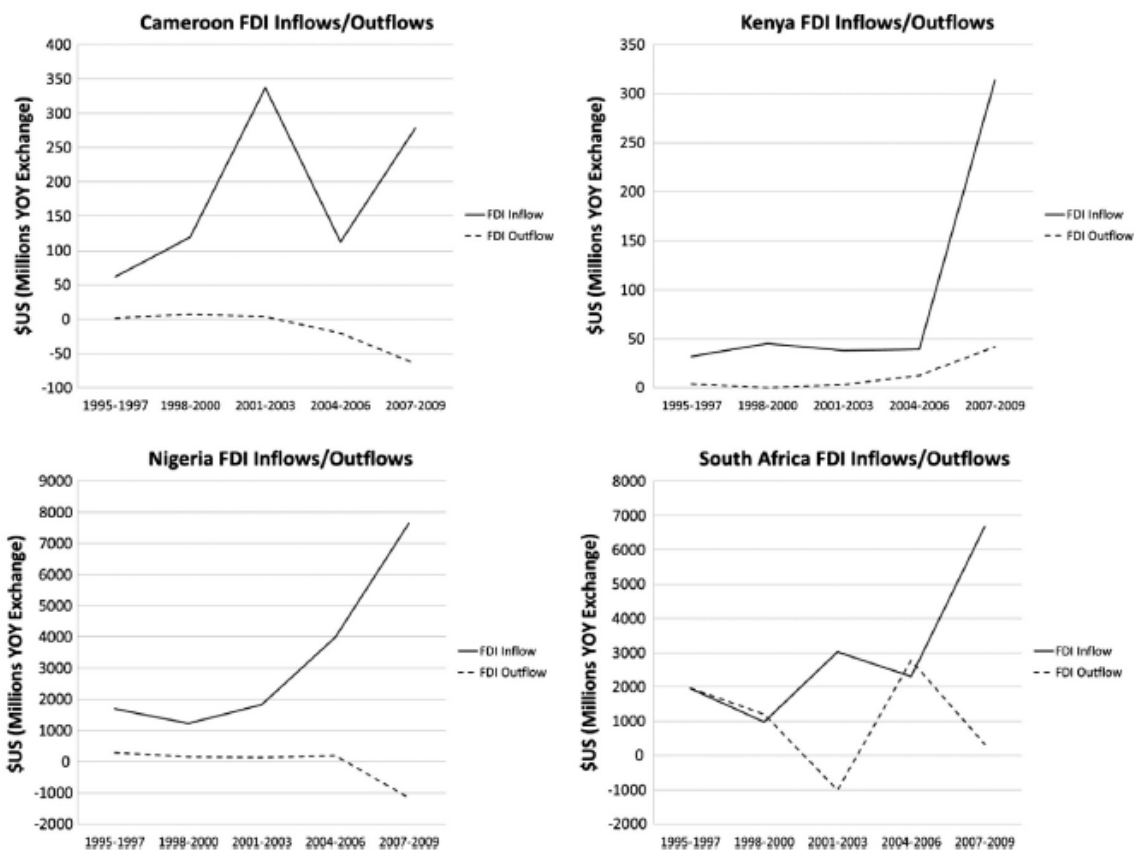 Cameroon FDI Inflows/Outflows
$US (Millions YOY Exchange)
400
350
300
250
200
150
100
50
0
-50
-100
1995-1997 1998-2000 2001-2003 2004-2006 2007-2009
FDI Inflow
FDI Outflow
Kenya FDI Inflows/Outflows
$US (Millions YOY Exchange)
350
300
250
200
150
100
50
0
1995-1997 1998-2000 2001-2003 2004-2006 2007-2009
FDI Inflow
FDI Outflow
Nigeria FDI Inflows/Outflows
$US (Millions YOY Exchange)
9000
8000
7000
6000
5000
4000
3000
2000
1000
0
-1000
-2000
1995-1997 1998-2000 2001-2003 2004-2006 2007-2009
FDI Inflow
FDI Outflow
South Africa FDI Inflows/Outflows
$US (Millions YOY Exchange)
8000
7000
6000
5000
4000
3000
2000
1000
0
-1000
-2000
1995-1997 1998-2000 2001-2003 2004-2006 2007-2009
FDI Inflow
FDI Outflow